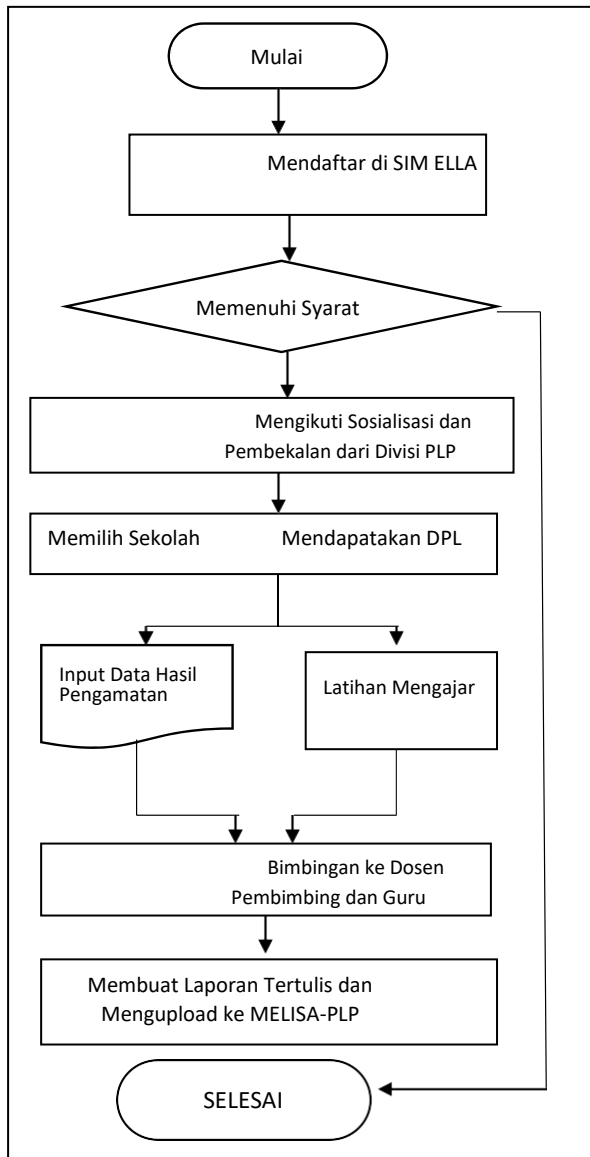 Mulai
Mendaftar di SIM ELLA
Memenuhi Syarat
Mengikuti Sosialisasi dan
Pembekalan dari Divisi PLP
Memilih Sekolah Mendapatakan DPL
Input Data Hasil
Pengamatan
Latihan Mengajar
Bimbingan ke Dosen
Pembimbing dan Guru
Membuat Laporan Tertulis dan
Mengupload ke MELISA-PLP
SELESAI